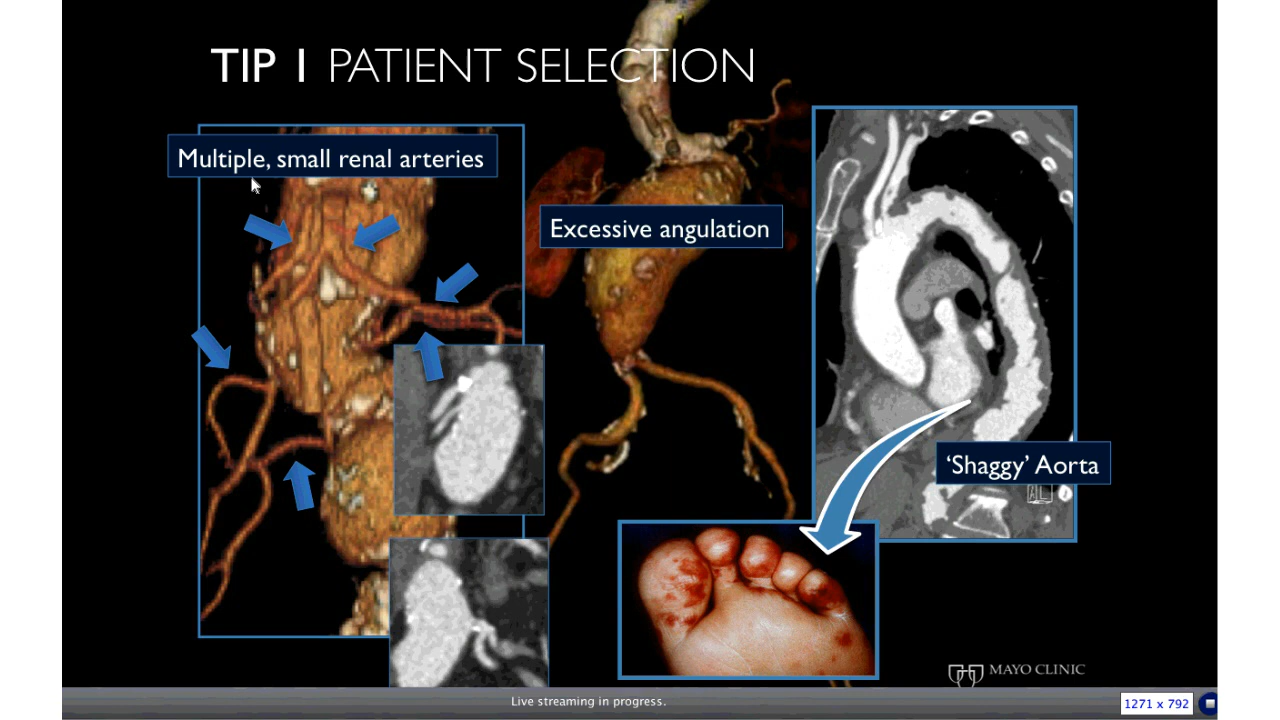 TIP 1 PATIENT SELECTION
Multiple, small renal arteries
Excessive angulation
‘Shaggy’ Aorta
AL
MAYO CLINIC
Live streaming in progress.
1271 x 792